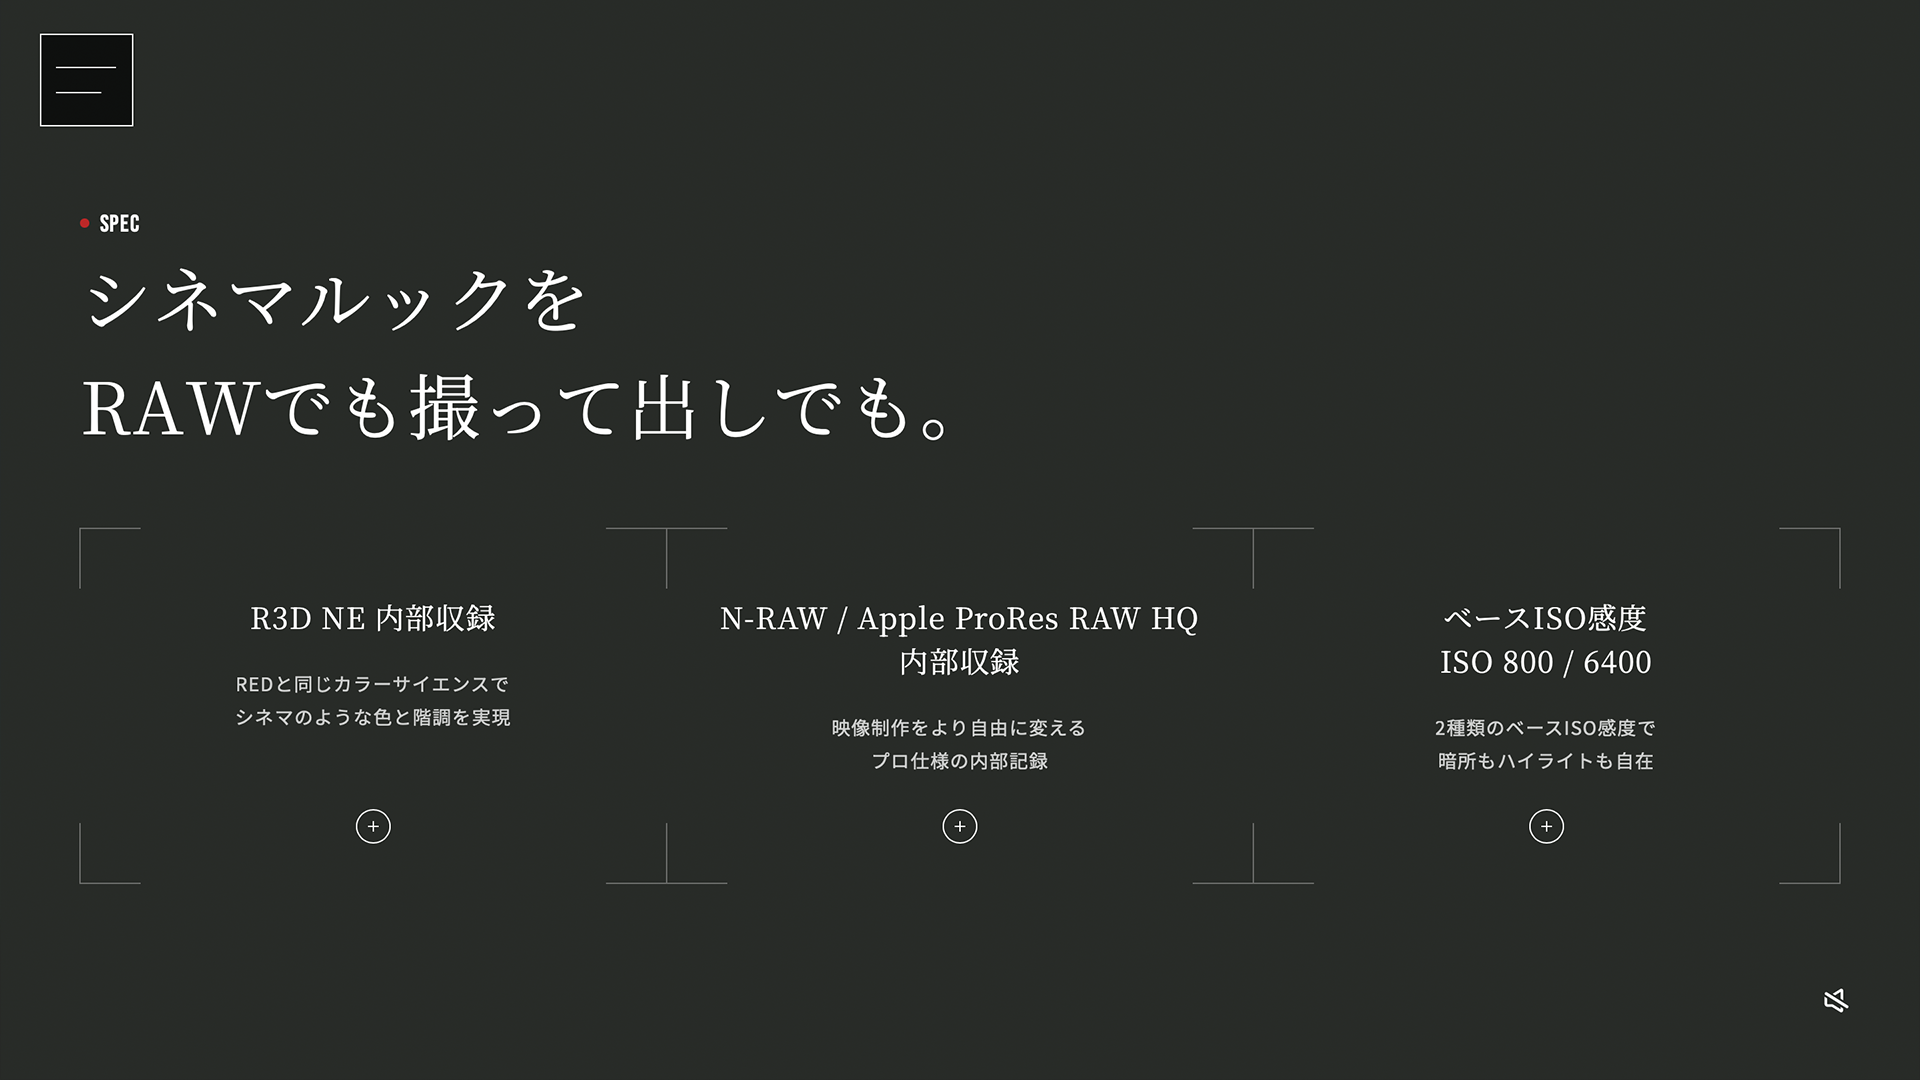 SPEC
シネマルックを
RAWでも撮って出しでも。
R3D NE 内部収録
REDと同じカラーサイエンスで
シネマのような色と階調を実現
N-RAW / Apple ProRes RAW HQ
内部収録
映像制作をより自由に変える
プロ仕様の内部記録
ベースISO感度
ISO 800 / 6400
2種類のベースISO感度で
暗所もハイライトも自在